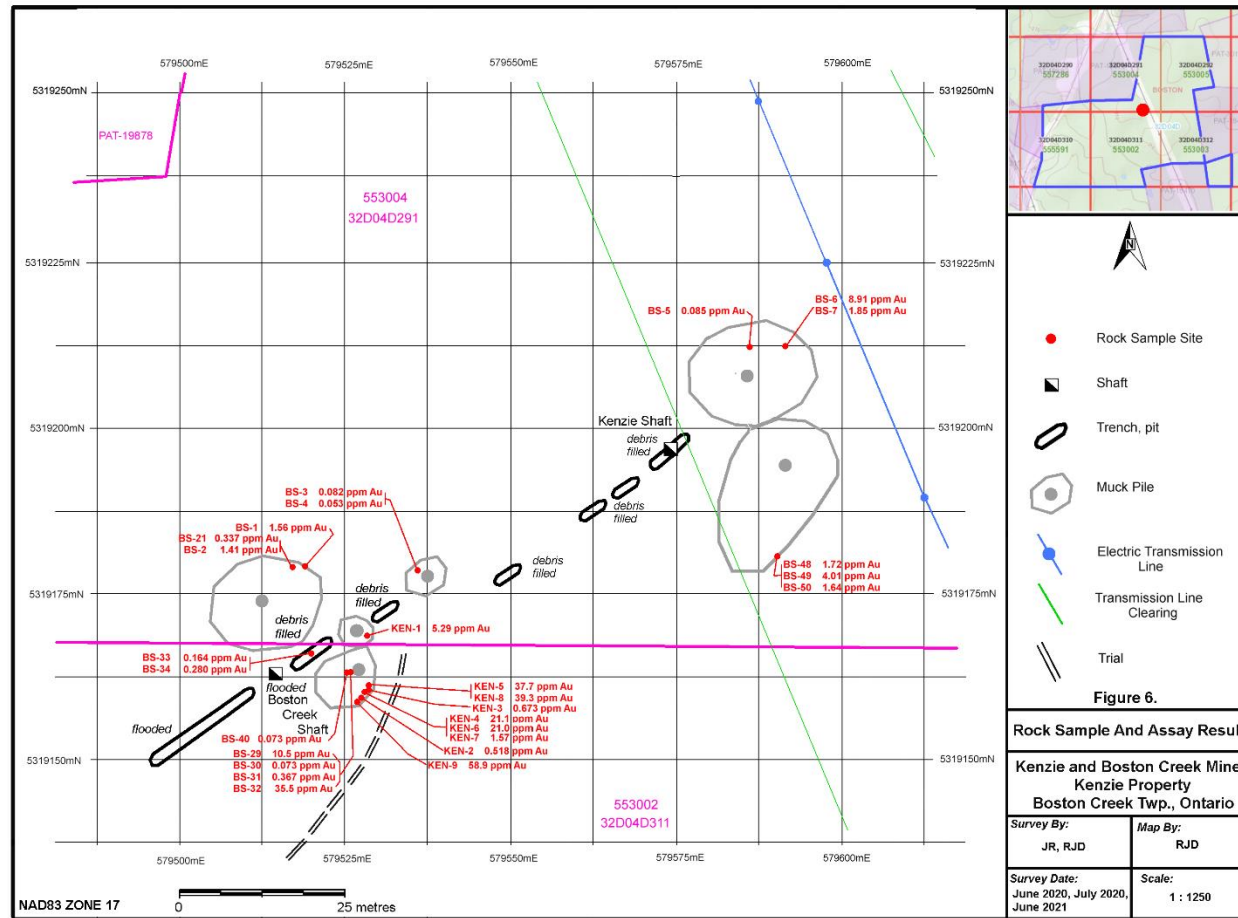 579500mE
579525mE
579550mE
579575mE
579600mE
5319250mN
5319250mN
PAT-19878
553004
32D04D291
5319225mN
5319225mN
BS-5 0.085 ppm Au
BS-6 8.91 ppm Au
BS-7 1.85 ppm Au
5319200mN
5319200mN
Kenzie Shaft
debris
filled
debris
filled
BS-3 0.082 ppm Au
BS-4 0.053 ppm Au
BS-1 1.56 ppm Au
BS-21 0.337 ppm Au
BS-2 1.41 ppm Au
debris
filled
BS-48 1.72 ppm Au
BS-49 4.01 ppm Au
BS-50 1.64 ppm Au
5319175mN
5319175mN
debris
filled
debris
filled
KEN-1 5.29 ppm Au
BS-33 0.164 ppm Au
BS-34 0.280 ppm Au
flooded
Boston
Creek
Shaft
flooded
KEN-5 37.7 ppm Au
KEN-8 39.3 ppm Au
KEN-3 0.673 ppm Au
KEN-4 21.1 ppm Au
KEN-6 21.0 ppm Au
KEN-7 1.57 ppm Au
KEN-2 0.518 ppm Au
KEN-9 58.9 ppm Au
BS-40 0.073 ppm Au
BS-29 10.5 ppm Au
BS-30 0.073 ppm Au
BS-31 0.367 ppm Au
BS-32 35.5 ppm Au
5319150mN
5319150mN
553002
32D04D311
579500mE
579525mE
579550mE
579575mE
579600mE
NAD83 ZONE 17
0
25 metres
32D04D290
557288
32D04D291
553004
32D04D292
553005
BOSTON
32D04D310
555591
32D04D311
553002
32D04D312
553003
N
Rock Sample Site
Shaft
Trench, pit
Muck Pile
Electric Transmission
Line
Transmission Line
Clearing
Trial
Figure 6.
Rock Sample And Assay Resul
Kenzie and Boston Creek Mine
Kenzie Property
Boston Creek Twp., Ontario
Survey By:
JR, RJD
Map By:
RJD
Survey Date:
June 2020, July 2020,
June 2021
Scale:
1 : 1250